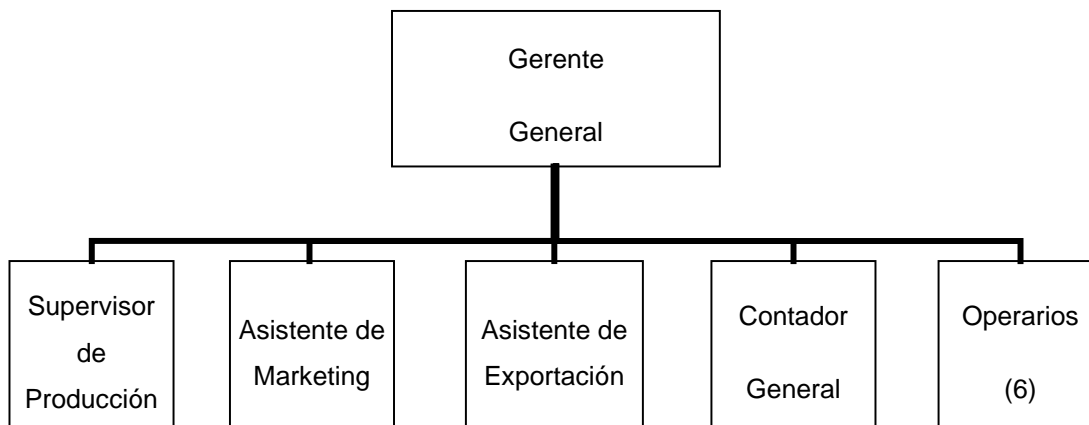 Gerente
General
Supervisor
de
Producción
Asistente de
Marketing
Asistente de
Exportación
Contador
General
Operarios
(6)